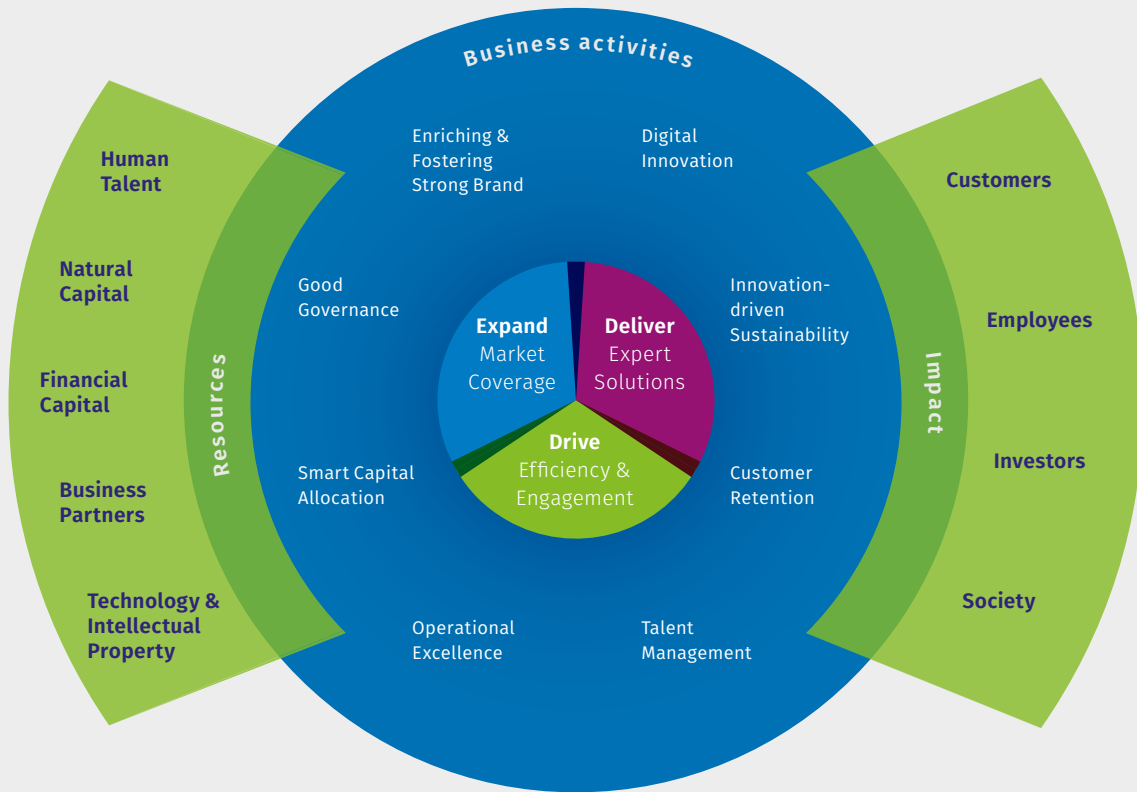 Business activities
Human
Talent
Natural
Capital
Financial
Capital
Business
Partners
Technology &
Intellectual
Property
Resources
Enriching &
Fostering
Strong Brand
Digital
Innovation
Good
Governance
Innovation-
driven
Sustainability
Expand
Market
Coverage
Deliver
Expert
Solutions
Drive
Efficiency &
Engagement
Smart Capital
Allocation
Customer
Retention
Operational
Excellence
Talent
Management
Impact
Customers
Employees
Investors
Society